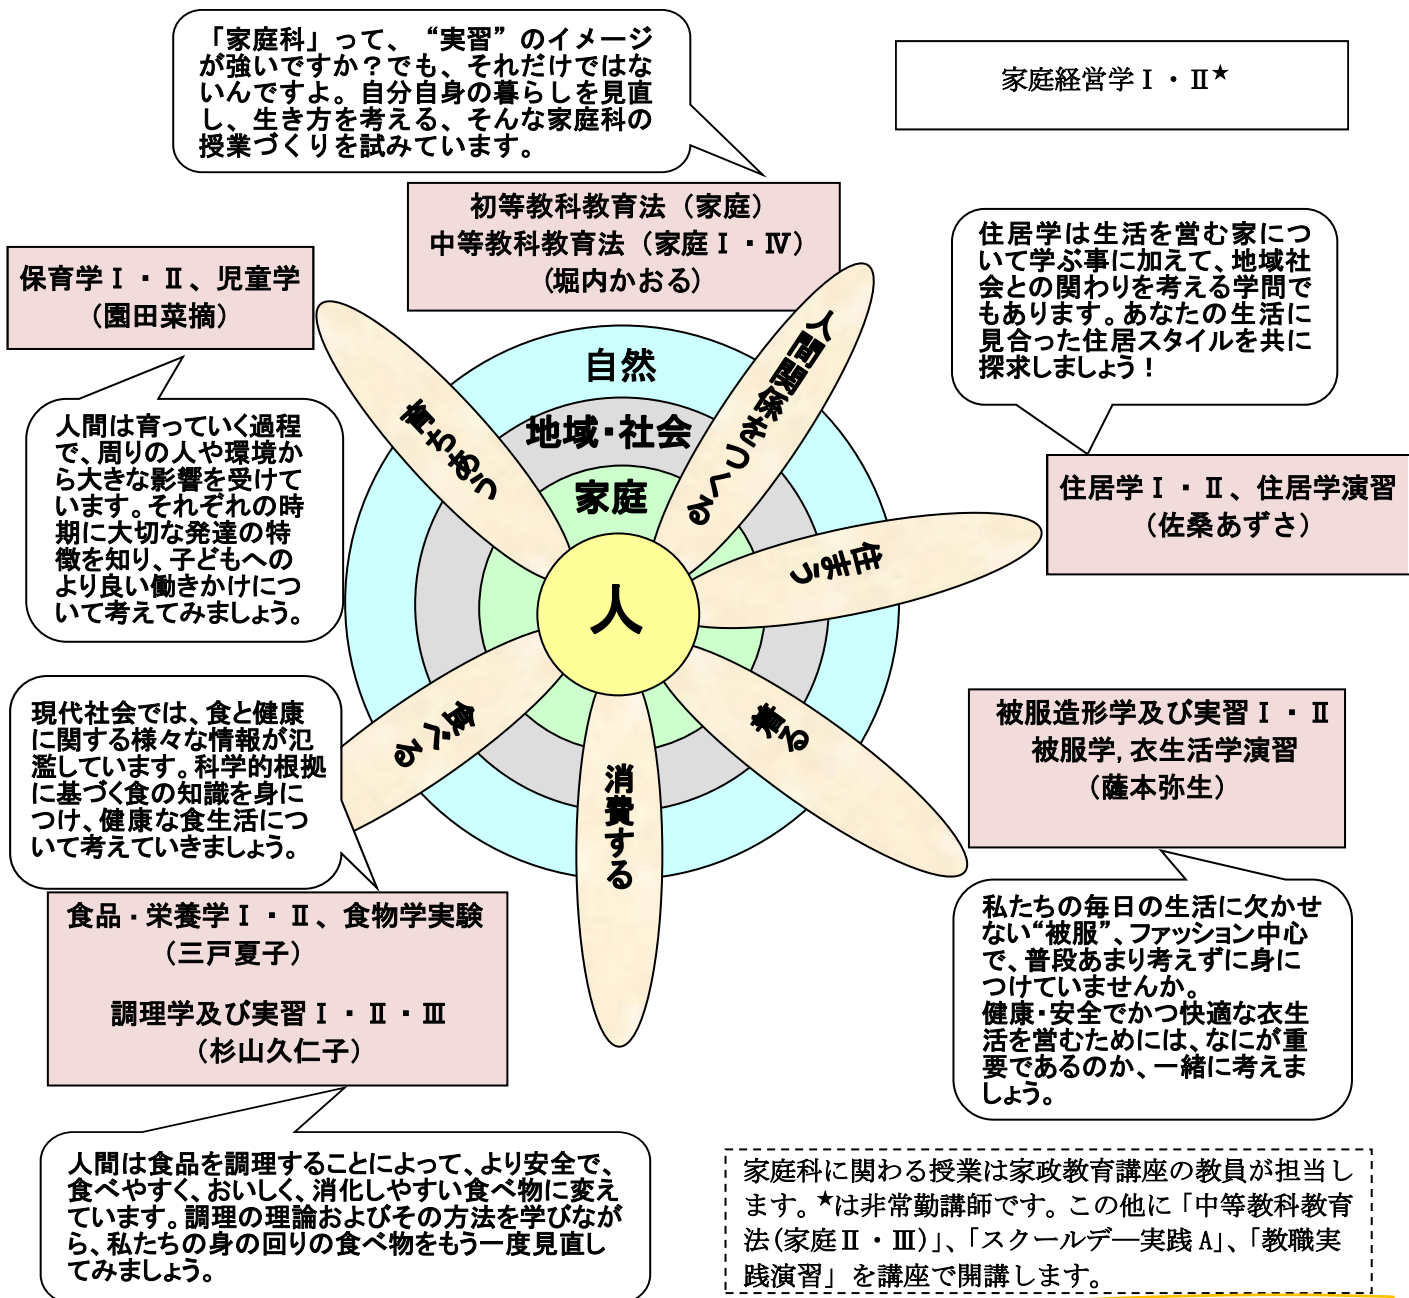 「家庭科」って、“実習”のイメージ
が強いですか？でも、それだけではな
いんですよ。自分自身の暮らしを見直
し、生き方を考える、そんな家庭科の
授業づくりを試みています。
家庭経営学Ⅰ・Ⅱ★
初等教科教育法（家庭）
中等教科教育法（家庭Ⅰ・Ⅳ）
(堀内かおる)
保育学Ⅰ・Ⅱ、児童学
（園田菜摘）
住居学は生活を営む家につ
いて学ぶ事に加えて、地域社
会との関わりを考える学問で
もあります。あなたの生活に
見合った住居スタイルを共に
探求しましょう！
人間は育っていく過程
で、周りの人や環境か
ら大きな影響を受けて
います。それぞれの時
期に大切な発達の特
徴を知り、子どもへの
より良い働きかけにつ
いて考えてみましょう。
住居学Ⅰ・Ⅱ、住居学演習
（佐桑あずさ）
自然
地域・社会
家庭
人
育ちあう
人間関係をつくる
住まう
着る
消費する
食べる
現代社会では、食と健康
に関する様々な情報が氾
濫しています。科学的根拠
に基づく食の知識を身に
つけ、健康な食生活につ
いて考えていきましょう。
被服造形学及び実習Ⅰ・Ⅱ
被服学,衣生活学演習
（薩本弥生）
食品・栄養学Ⅰ・Ⅱ、食物学実験
（三戸夏子）
調理学及び実習Ⅰ・Ⅱ・Ⅲ
（杉山久仁子）
私たちの毎日の生活に欠かせ
ない“被服”、ファッション中心
で、普段あまり考えずに身に
つけていませんか。
健康・安全でかつ快適な衣生
活を営むためには、なにが重
要であるのか、一緒に考えま
しょう。
人間は食品を調理することによって、より安全で、
食べやすく、おいしく、消化しやすい食べ物に変え
ています。調理の理論およびその方法を学びなが
ら、私たちの身の回りの食べ物をもう一度見直し
てみましょう。
家庭科に関わる授業は家政教育講座の教員が担当し
ます。★は非常勤講師です。この他に「中等教科教育
法(家庭Ⅱ・Ⅲ)」、「スクールデ―実践 A」、「教職実
践演習」を講座で開講します。